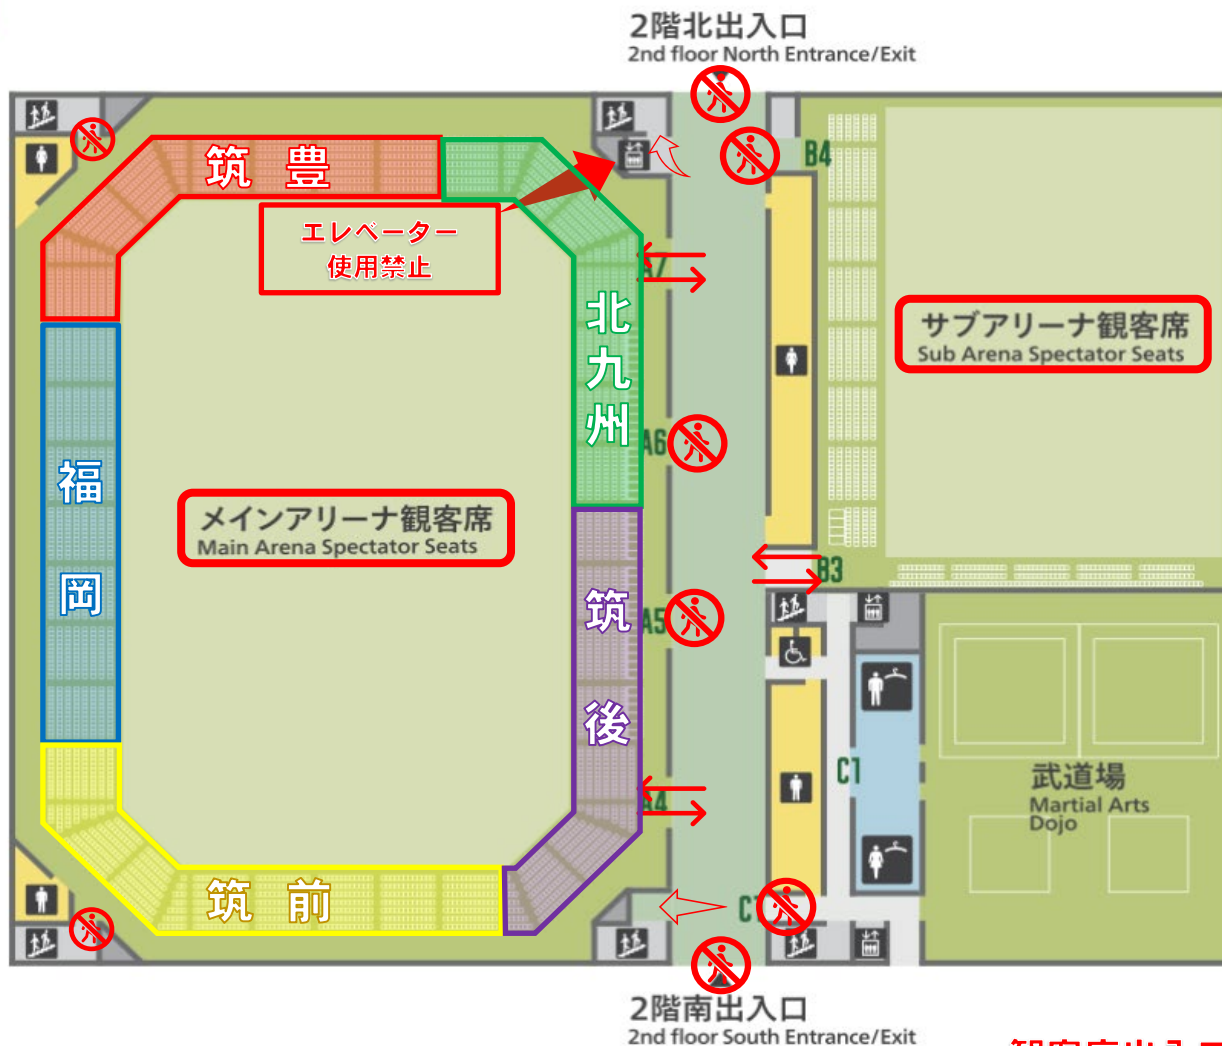 2階北出入口
2nd floor North Entrance/Exit
B4
筑 豊
エレベーター
使用禁止
A7
北九州
サブアリーナ観客席
Sub Arena Spectator Seats
A6
福岡
メインアリーナ観客席
Main Arena Spectator Seats
B3
筑後
A5
C1
武道場
Martial Arts
Dojo
A4
筑 前
2階南出入口
2nd floor South Entrance/Exit